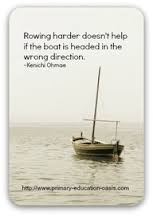 Rowing harder doesn't help
if the boat is headed in the
wrong direction.
~Kenichi Ohmae
http://www.primary-education-oasis.com/